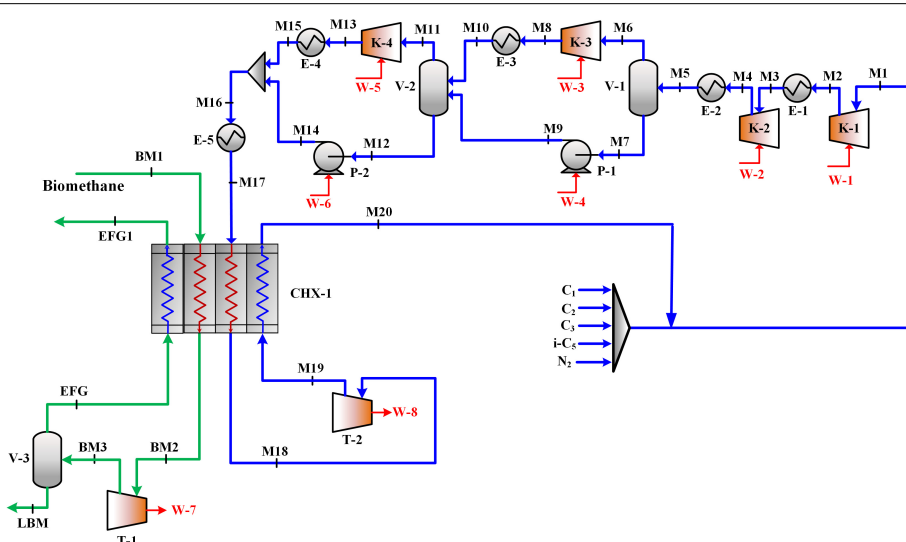 M15 M13 M11 M10 M8 M6
K-4 K-3
E-4 E-3
M5 M4 M3 M2 M1
W-5 V-2 W-3 V-1
E-2 E-1
M16 M14 M12 M9 M7
K-2 K-1
E-5
P-2 P-1
W-2 W-1
BM1
M17
W-6 W-4
Biomethane
M20
EFG1
CHX-1
C₁
C₂
C₃
i-C₅
N₂
M19
EFG
W-8
T-2
V-3 BM3 BM2 M18
LBM W-7
T-1